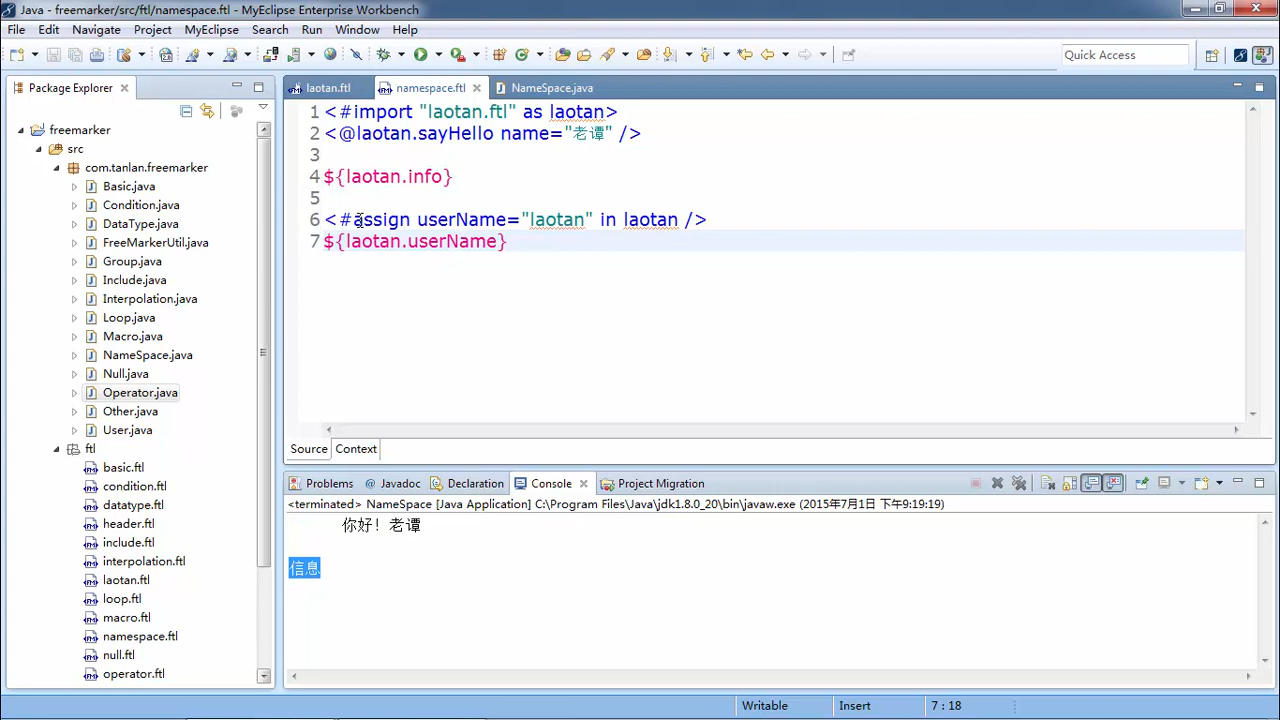 Java - freemarker/src/ftl/namespace.ftl - MyEclipse Enterprise Workbench
File Edit Navigate Project MyEclipse Search Run Window Help
Quick Access
Package Explorer
laotan.ftl namespace.ftl NameSpace.java
freemarker
src
com.tanlan.freemarker
Basic.java
Condition.java
DataType.java
FreeMarkerUtil.java
Group.java
Include.java
Interpolation.java
Loop.java
Macro.java
NameSpace.java
Null.java
Operator.java
Other.java
User.java
ftl
basic.ftl
condition.ftl
datatype.ftl
header.ftl
include.ftl
interpolation.ftl
laotan.ftl
loop.ftl
macro.ftl
namespace.ftl
null.ftl
operator.ftl
1 <#import "laotan.ftl" as laotan>
2 <@laotan.sayHello name="老谭" />
3
4 ${laotan.info}
5
6 <#assign userName="laotan" in laotan />
7 ${laotan.userName}
Source Context
Problems @ Javadoc Declaration Console Project Migration
<terminated> NameSpace [Java Application] C:\Program Files\Java\jdk1.8.0_20\bin\javaw.exe (2015年7月1日 下午9:19:19)
你好! 老谭
信息
Writable Insert 7 : 18